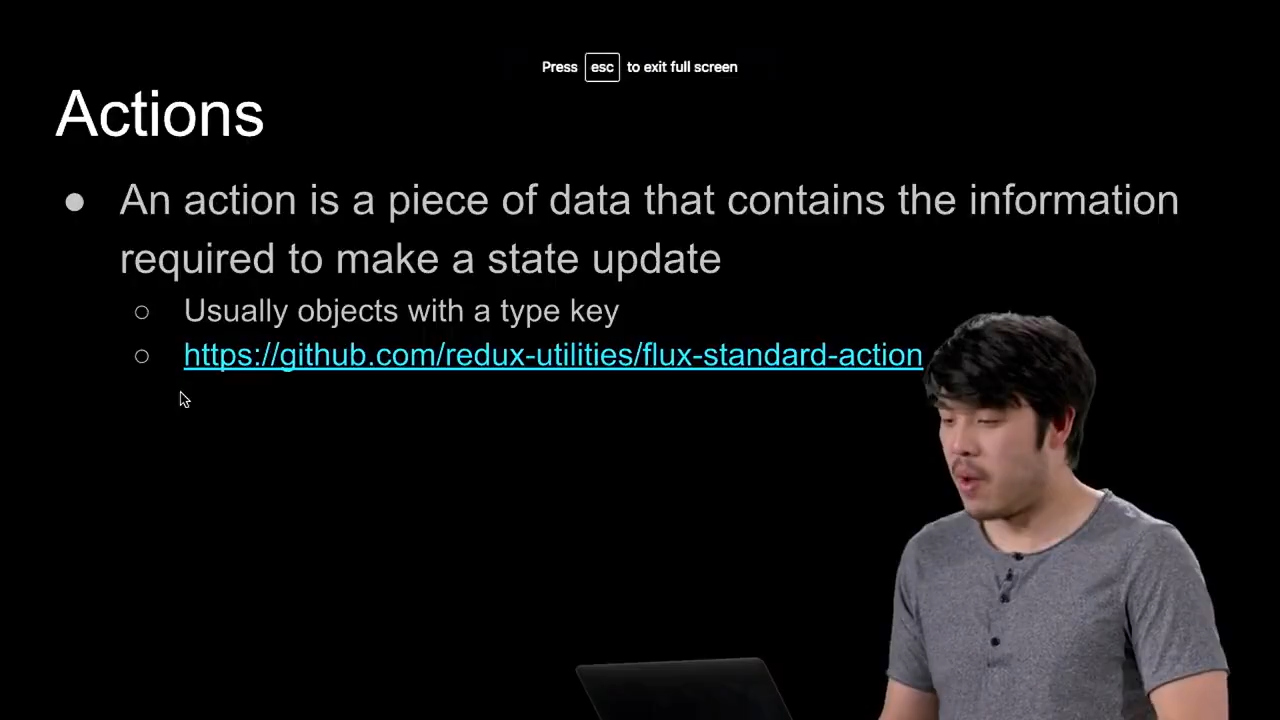 Press esc to exit full screen
Actions
● An action is a piece of data that contains the information
required to make a state update
○ Usually objects with a type key
○ https://github.com/redux-utilities/flux-standard-action